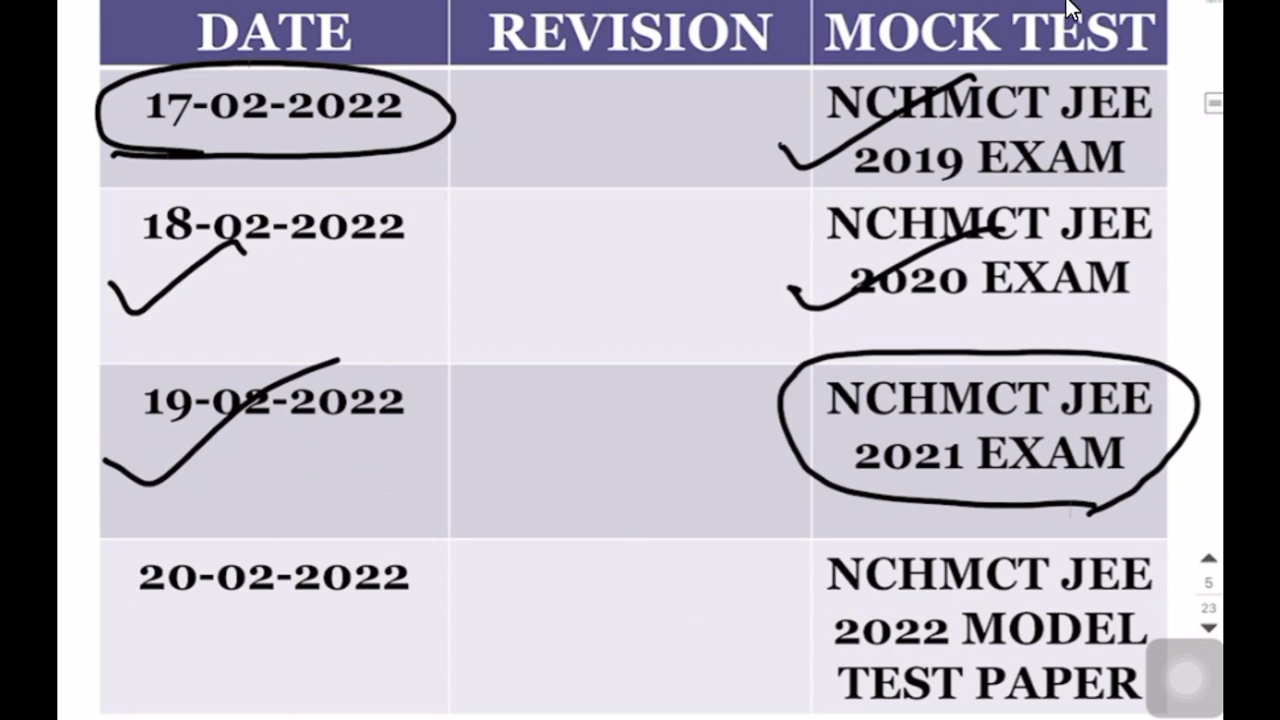 DATE REVISION MOCK TEST
17-02-2022 NCHMCT JEE
2019 EXAM
18-02-2022 NCHMCT JEE
2020 EXAM
19-02-2022 NCHMCT JEE
2021 EXAM
20-02-2022 NCHMCT JEE
2022 MODEL
TEST PAPER
5
23